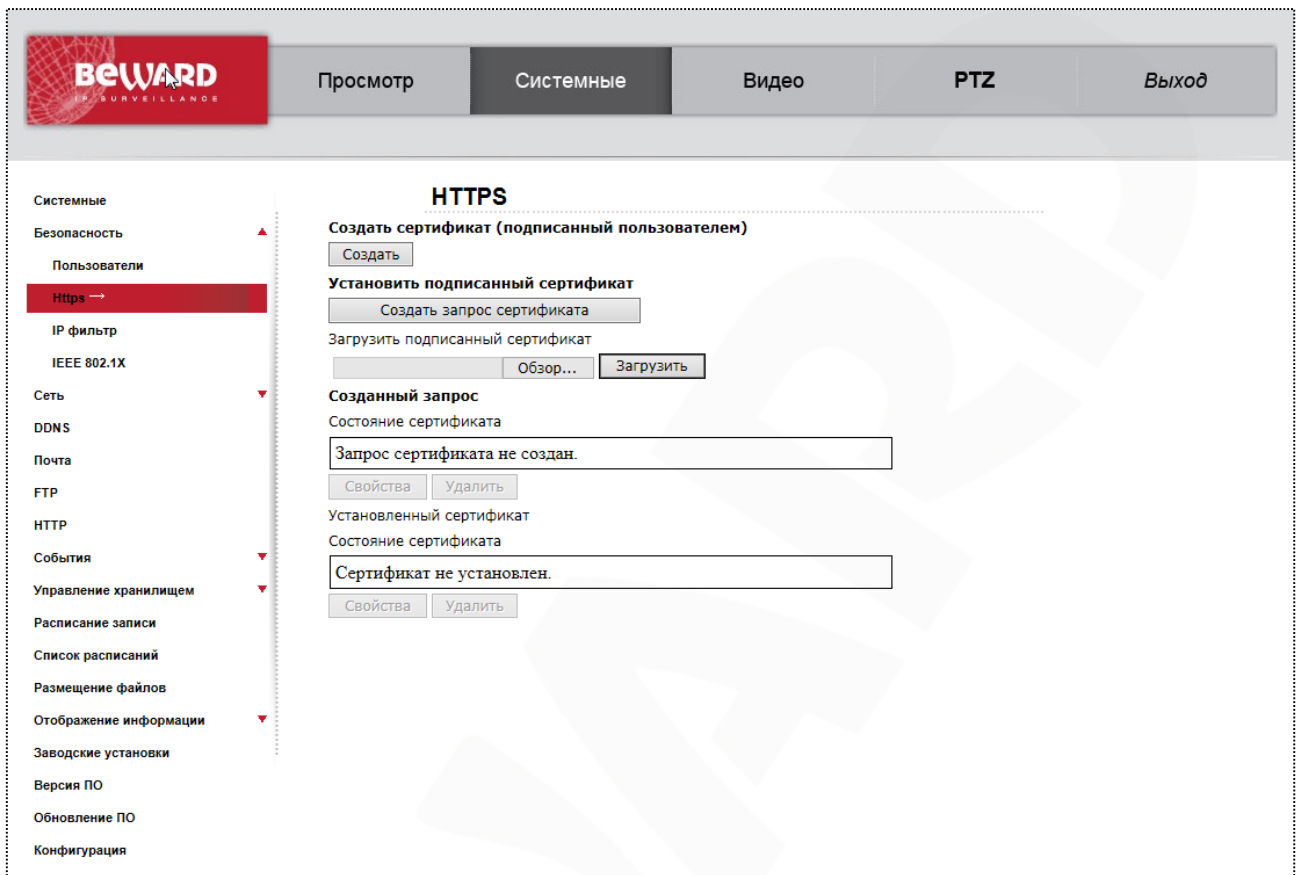 BEWARD
IP SURVEILLANCE
Просмотр
Системные
Видео
PTZ
Выход
Системные
Безопасность
Пользователи
Https →
IP фильтр
IEEE 802.1X
Сеть
DDNS
Почта
FTP
HTTP
События
Управление хранилищем
Расписание записи
Список расписаний
Размещение файлов
Отображение информации
Заводские установки
Версия ПО
Обновление ПО
Конфигурация
HTTPS
Создать сертификат (подписанный пользователем)
Создать
Установить подписанный сертификат
Создать запрос сертификата
Загрузить подписанный сертификат
Обзор... Загрузить
Созданный запрос
Состояние сертификата
Запрос сертификата не создан.
Свойства Удалить
Установленный сертификат
Состояние сертификата
Сертификат не установлен.
Свойства Удалить